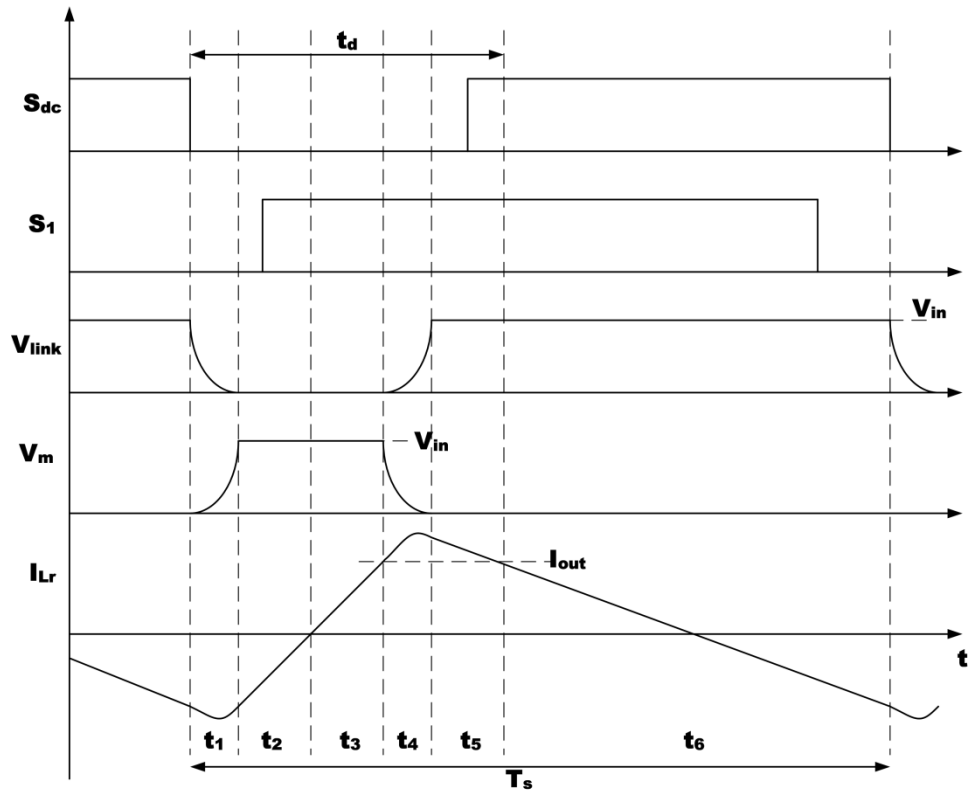 t_d
S_dc
S_1
V_in
V_link
V_in
V_m
I_out
I_Lr
t
t_1 t_2 t_3 t_4 t_5 t_6
T_s